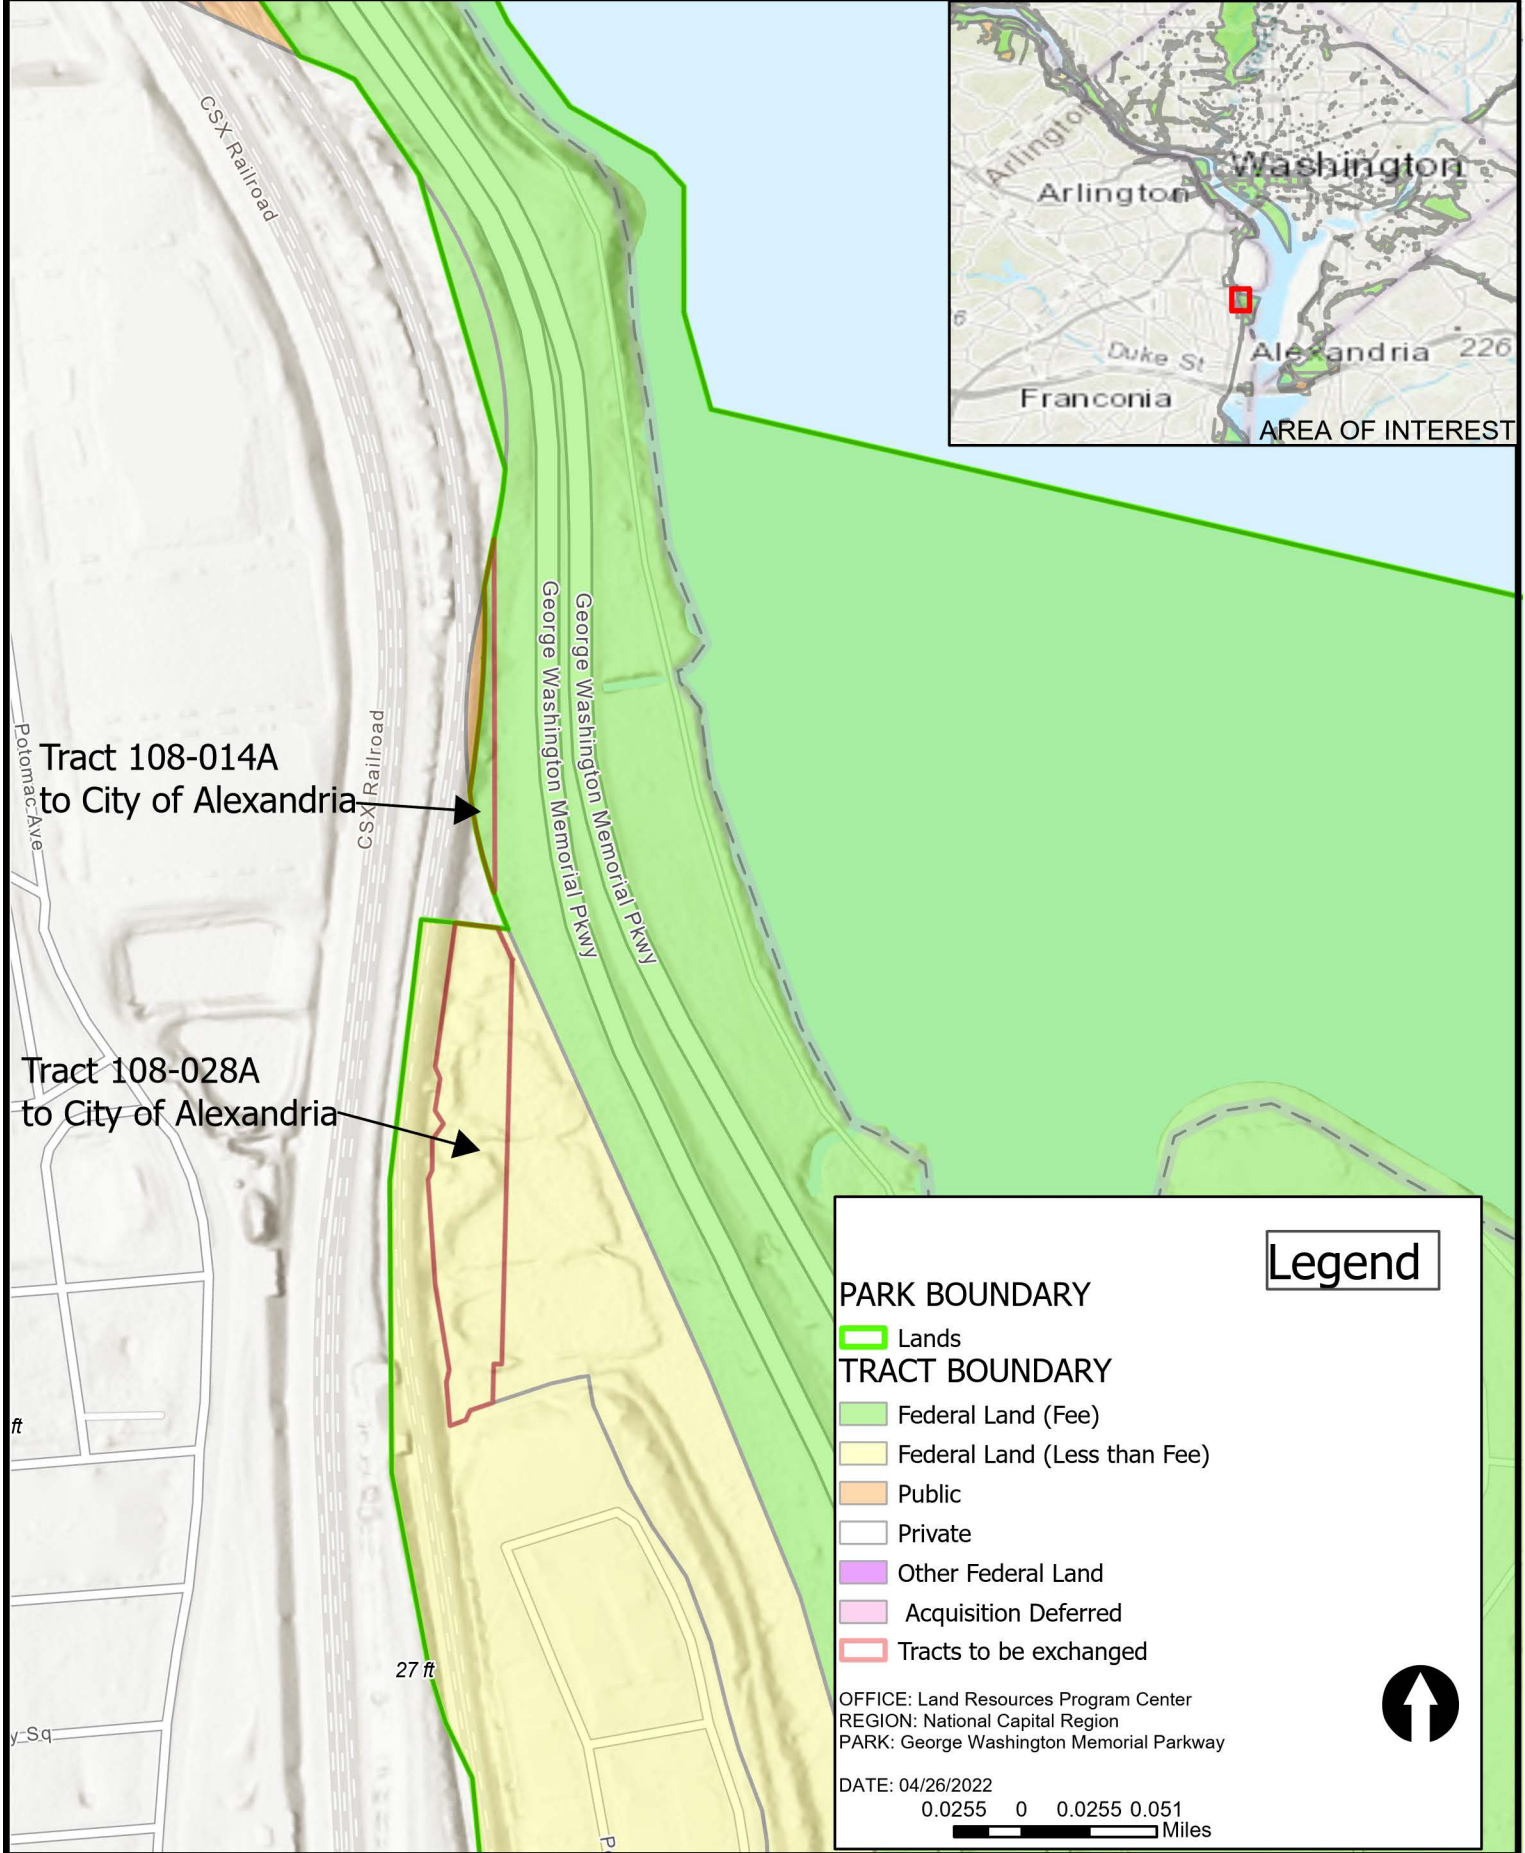 CSX Railroad
Arlington
Washington
Arlington
6
Duke St
Alexandria
226
Franconia
AREA OF INTEREST
George Washington Memorial Pkwy
George Washington Memorial Pkwy
Potomac Ave
CSX Railroad
Tract 108-014A
to City of Alexandria
Tract 108-028A
to City of Alexandria
ft
27 ft
y Sq
Legend
PARK BOUNDARY
Lands
TRACT BOUNDARY
Federal Land (Fee)
Federal Land (Less than Fee)
Public
Private
Other Federal Land
Acquisition Deferred
Tracts to be exchanged
OFFICE: Land Resources Program Center
REGION: National Capital Region
PARK: George Washington Memorial Parkway
DATE: 04/26/2022
0.0255 0 0.0255 0.051
Miles